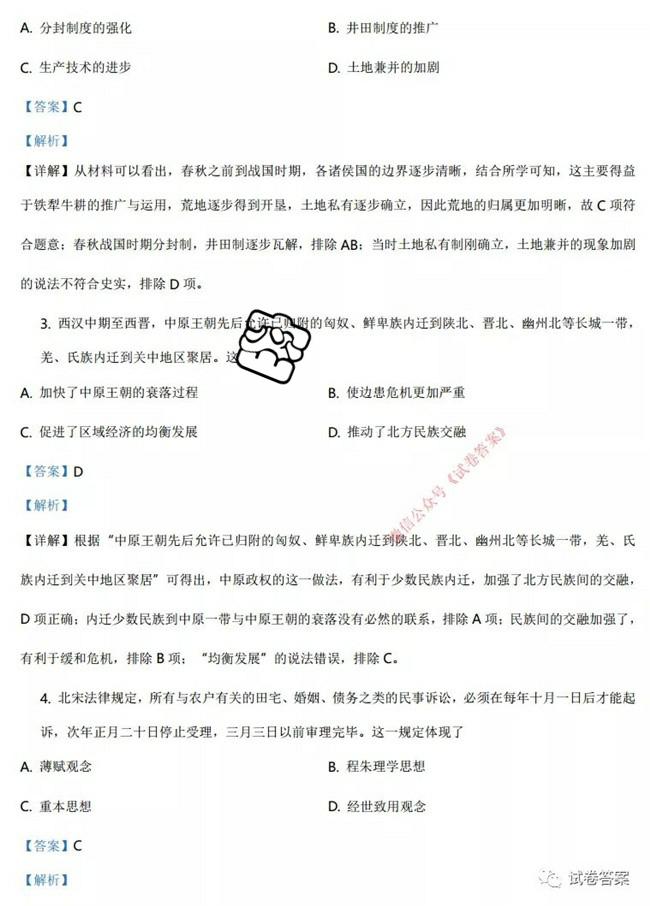 A. 分封制度的强化 B. 井田制度的推广
C. 生产技术的进步 D. 土地兼并的加剧
【答案】C
【解析】
【详解】从材料可以看出，春秋之前到战国时期，各诸侯国的边界逐步清晰，结合所学可知，这主要得益
于铁犁牛耕的推广与运用，荒地逐步得到开垦，土地私有逐步确立，因此荒地的归属更加明晰，故 C 项符
合题意；春秋战国时期分封制，井田制逐步瓦解，排除 AB；当时土地私有制刚确立，土地兼并的现象加剧
的说法不符合史实，排除 D 项。
3. 西汉中期至西晋，中原王朝先后允许已归附的匈奴、鲜卑族内迁到陕北、晋北、幽州北等长城一带，
羌、氐族内迁到关中地区聚居。这
A. 加快了中原王朝的衰落过程 B. 使边患危机更加严重
C. 促进了区域经济的均衡发展 D. 推动了北方民族交融
微信公众号《试卷答案》
【答案】D
【解析】
【详解】根据“中原王朝先后允许已归附的匈奴、鲜卑族内迁到陕北、晋北、幽州北等长城一带，羌、氐
族内迁到关中地区聚居”可得出，中原政权的这一做法，有利于少数民族内迁，加强了北方民族间的交融，
D 项正确；内迁少数民族到中原一带与中原王朝的衰落没有必然的联系，排除 A 项；民族间的交融加强了，
有利于缓和危机，排除 B 项；“均衡发展”的说法错误，排除 C。
4. 北宋法律规定，所有与农户有关的田宅、婚姻、债务之类的民事诉讼，必须在每年十月一日后才能起
诉，次年正月二十日停止受理，三月三日以前审理完毕。这一规定体现了
A. 薄赋观念 B. 程朱理学思想
C. 重本思想 D. 经世致用观念
【答案】C
【解析】
试卷答案